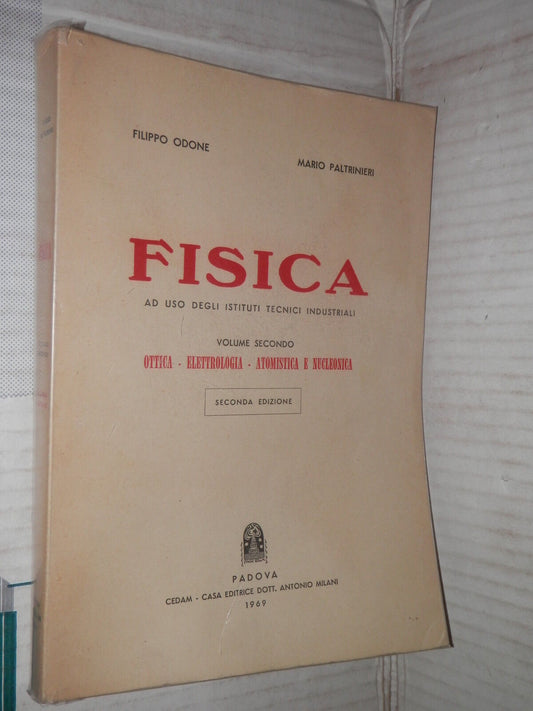 FILIPPO ODONE
MARIO PALTRINIERI
FISICA
AD USO DEGLI ISTITUTI TECNICI INDUSTRIALI
VOLUME SECONDO
OTTICA - ELETTROLOGIA - ATOMISTICA E NUCLEONICA
SECONDA EDIZIONE
PADOVA
CEDAM - CASA EDITRICE DOTT. ANTONIO MILANI
1969